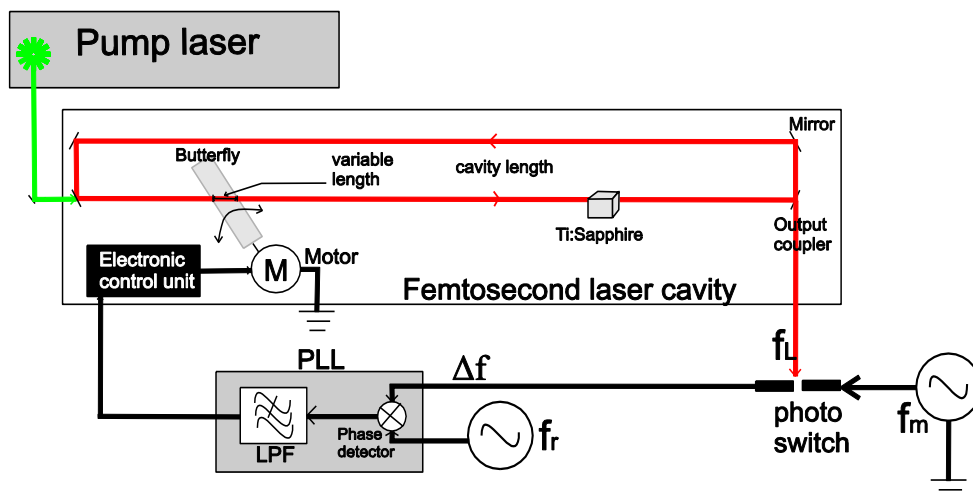 Pump laser
Mirror
Butterfly
variable
length
cavity length
Ti:Sapphire
Output
coupler
Electronic
control unit
M
Motor
Femtosecond laser cavity
PLL
Δf
fL
photo
switch
fm
Phase
detector
LPF
fr